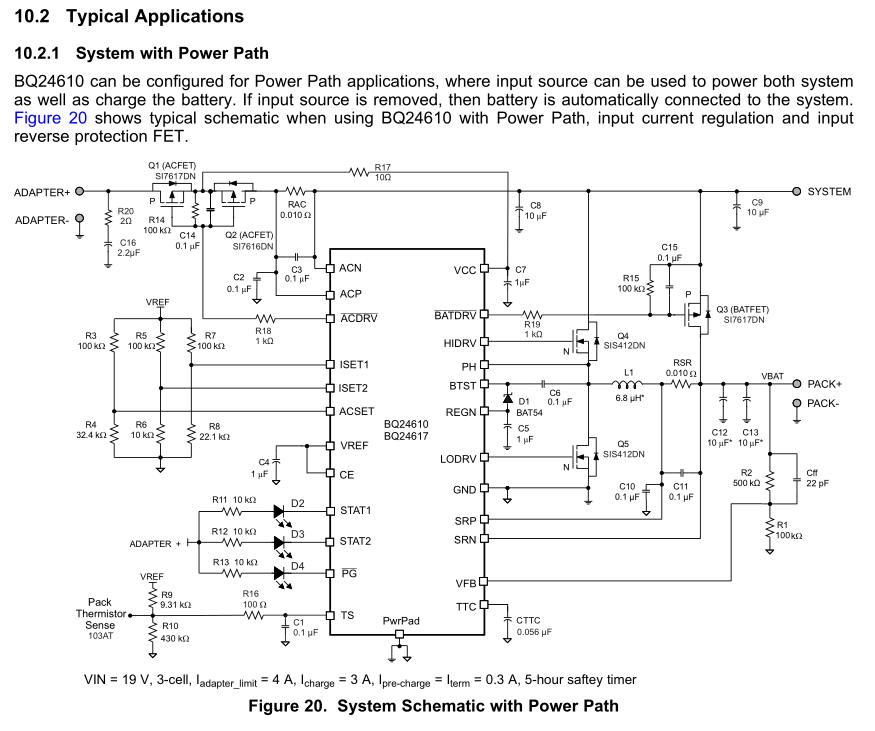 10.2 Typical Applications
10.2.1 System with Power Path
BQ24610 can be configured for Power Path applications, where input source can be used to power both system
as well as charge the battery. If input source is removed, then battery is automatically connected to the system.
Figure 20 shows typical schematic when using BQ24610 with Power Path, input current regulation and input
reverse protection FET.
Q1 (ACFET)
SI7617DN
R17
10Ω
ADAPTER+
P
P
RAC
0.010 Ω
SYSTEM
R20
2Ω
R14
100 kΩ
C14
0.1 µF
Q2 (ACFET)
SI7616DN
C8
10 µF
C9
10 µF
ADAPTER-
C16
2.2µF
C15
0.1 µF
C3
0.1 µF
C2
0.1 µF
ACN
VCC
C7
1µF
R15
100 kΩ
P
ACP
VREF
ACDRV
BATDRV
Q3 (BATFET)
SI7617DN
R18
1 kΩ
R19
1 kΩ
R3
100 kΩ
R5
100 kΩ
R7
100 kΩ
HIDRV
N
Q4
SIS412DN
ISET1
PH
RSR
0.010 Ω
ISET2
BTST
C6
0.1 µF
L1
6.8 µH*
VBAT
PACK+
ACSET
REGN
D1
BAT54
PACK-
BQ24610
BQ24617
R4
32.4 kΩ
R6
10 kΩ
R8
22.1 kΩ
C5
1 µF
C12
10 µF*
C13
10 µF*
VREF
LODRV
N
Q5
SIS412DN
C4
1 µF
CE
GND
C10
0.1 µF
C11
0.1 µF
R2
500 kΩ
Cff
22 pF
R11 10 kΩ
D2
STAT1
SRP
R12 10 kΩ
D3
STAT2
SRN
R1
100kΩ
ADAPTER +
R13 10 kΩ
D4
PG
VFB
VREF
R9
9.31 kΩ
R16
100 Ω
Pack
Thermistor
Sense
103AT
TS
TTC
R10
430 kΩ
C1
0.1 µF
PwrPad
CTTC
0.056 µF
VIN = 19 V, 3-cell, Iadapter_limit = 4 A, Icharge = 3 A, Ipre-charge = Iterm = 0.3 A, 5-hour saftey timer
Figure 20. System Schematic with Power Path